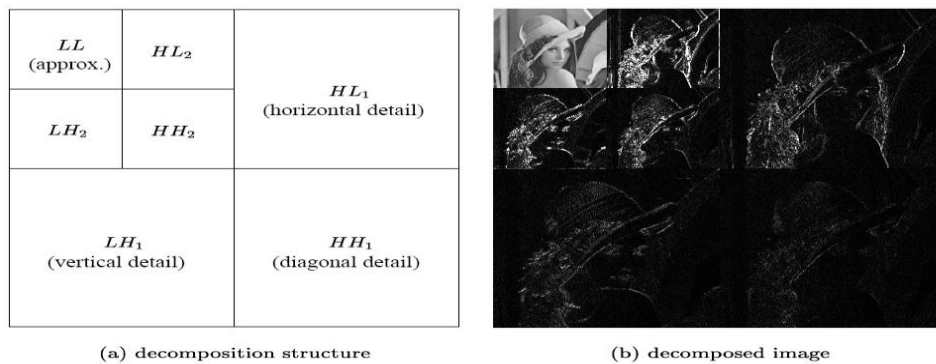 LL
(approx.)
HL₂
HL₁
(horizontal detail)
LH₂
HH₂
LH₁
(vertical detail)
HH₁
(diagonal detail)
(a) decomposition structure
(b) decomposed image